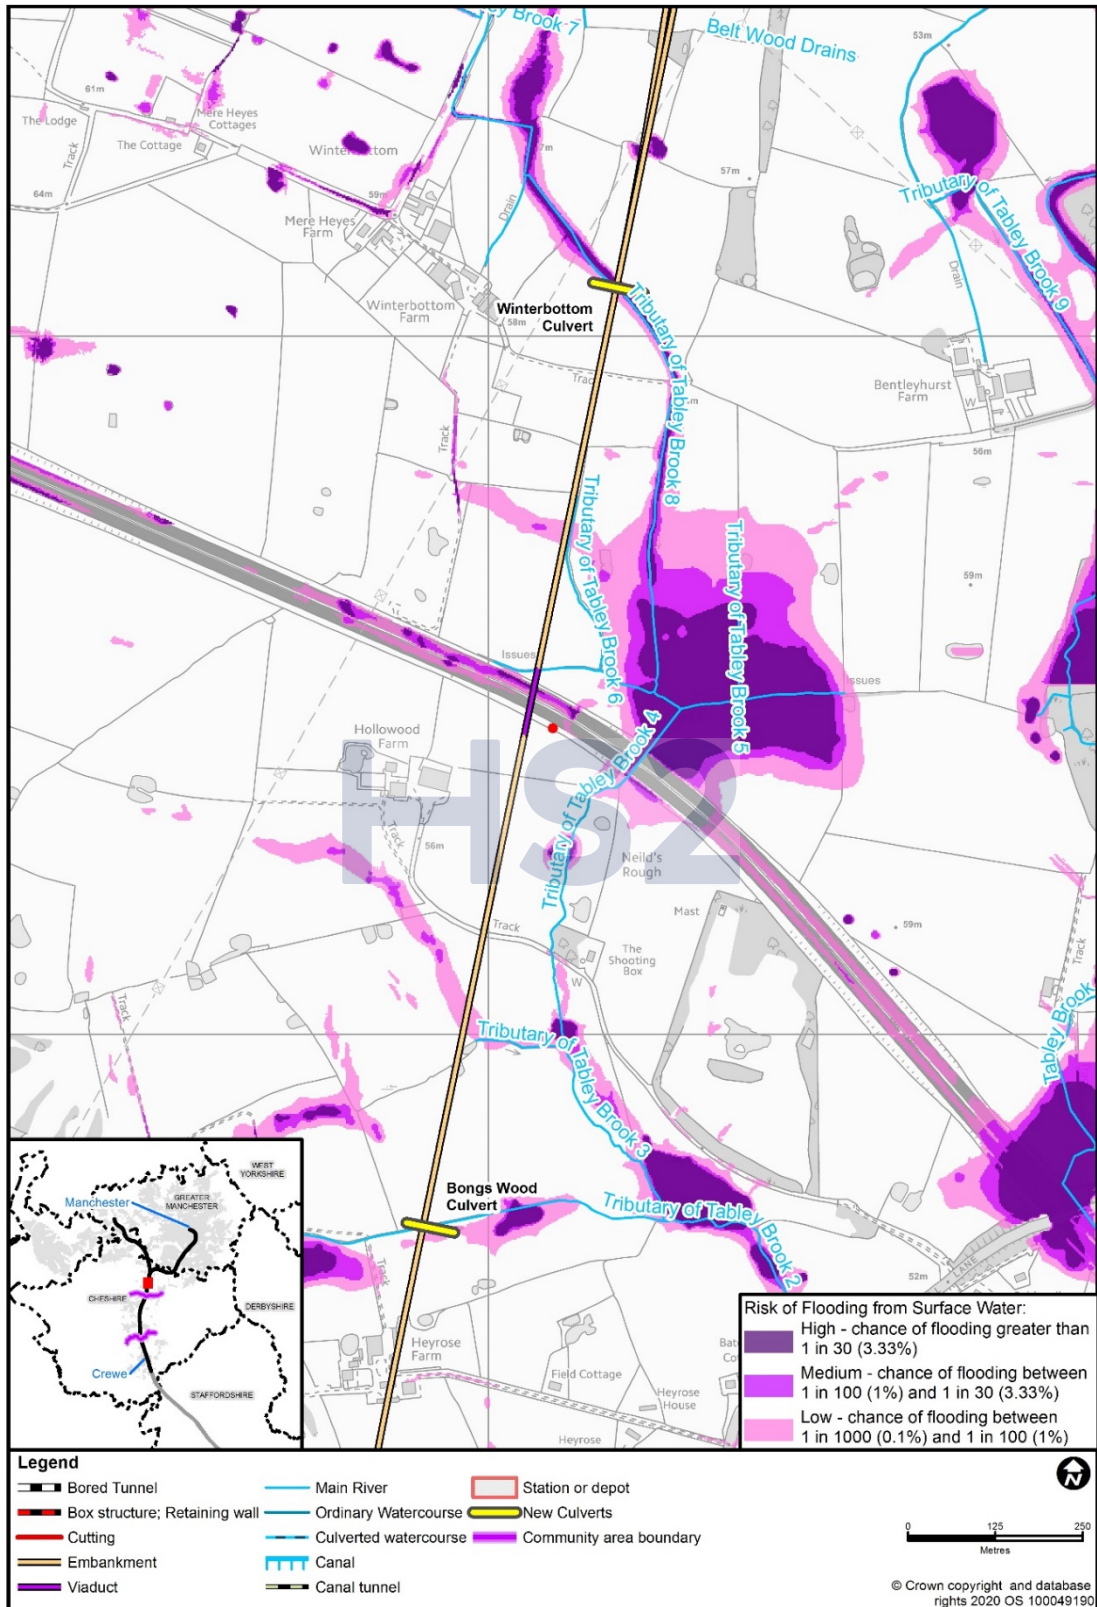 ey Brook 7
Belt Wood Drains
53m
61m
The Lodge
Mere Heyes
Cottages
The Cottage
Track
Winterbottom
57m
64m
59m
Drain
Mere Heyes
Farm
Tributary of Tabley Brook 9
Drain
Winterbottom
Farm
58m
Winterbottom
Culvert
Tributary of Tabley Brook 8
Track
Bentleyhurst
Farm
W
Track
56m
Tributary of Tabley Brook 6
Tributary of Tabley Brook 5
59m
Issues
Issues
Hollowood
Farm
Tributary of Tabley Brook 4
HS2
Track
56m
Neild's
Rough
Mast
59m
Track
The
Shooting
Box
W
Track
Track
Tabley Brook
Tributary of Tabley Brook 3
Bongs Wood
Culvert
Tributary of Tabley Brook 2
LANE
52m
Track
Heyrose
Farm
Field Cottage
Heyrose
House
Heyrose
WEST
YORKSHIRE
Manchester
GREATER
MANCHESTER
CHESHIRE
DERBYSHIRE
Crewe
STAFFORDSHIRE
Risk of Flooding from Surface Water:
High - chance of flooding greater than
1 in 30 (3.33%)
Medium - chance of flooding between
1 in 100 (1%) and 1 in 30 (3.33%)
Low - chance of flooding between
1 in 1000 (0.1%) and 1 in 100 (1%)
Legend
Bored Tunnel
Box structure; Retaining wall
Cutting
Embankment
Viaduct
Main River
Ordinary Watercourse
Culverted watercourse
Canal
Canal tunnel
Station or depot
New Culverts
Community area boundary
N
0 125 250
Metres
© Crown copyright and database
rights 2020 OS 100049190